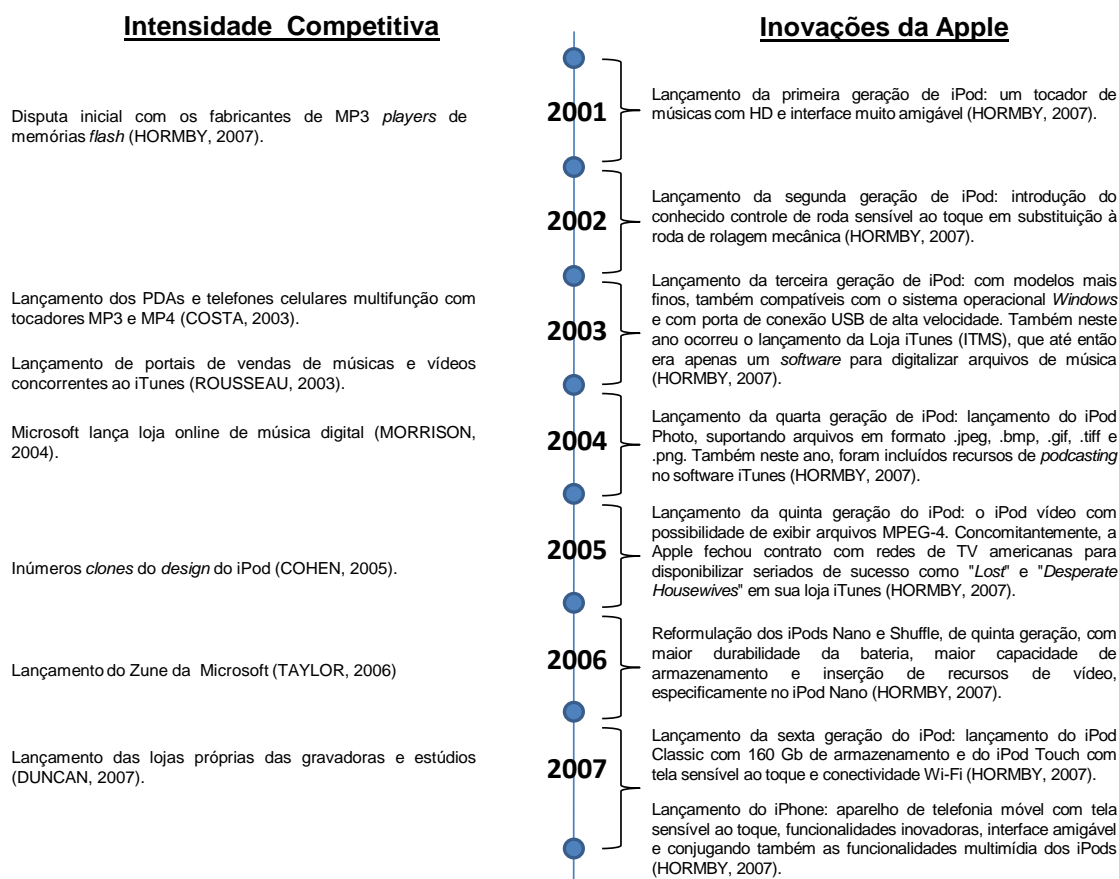 Intensidade Competitiva
Inovações da Apple
2001
Disputa inicial com os fabricantes de MP3 players de
memórias flash (HORMBY, 2007).
Lançamento da primeira geração de iPod: um tocador de
músicas com HD e interface muito amigável (HORMBY, 2007).
2002
Lançamento da segunda geração de iPod: introdução do
conhecido controle de roda sensível ao toque em substituição à
roda de rolagem mecânica (HORMBY, 2007).
2003
Lançamento dos PDAs e telefones celulares multifunção com
tocadores MP3 e MP4 (COSTA, 2003).
Lançamento de portais de vendas de músicas e vídeos
concorrentes ao iTunes (ROUSSEAU, 2003).
Lançamento da terceira geração de iPod: com modelos mais
finos, também compatíveis com o sistema operacional Windows
e com porta de conexão USB de alta velocidade. Também neste
ano ocorreu o lançamento da Loja iTunes (ITMS), que até então
era apenas um software para digitalizar arquivos de música
(HORMBY, 2007).
2004
Microsoft lança loja online de música digital (MORRISON,
2004).
Lançamento da quarta geração de iPod: lançamento do iPod
Photo, suportando arquivos em formato .jpeg, .bmp, .gif, .tiff e
.png. Também neste ano, foram incluídos recursos de podcasting
no software iTunes (HORMBY, 2007).
2005
Inúmeros clones do design do iPod (COHEN, 2005).
Lançamento da quinta geração do iPod: o iPod vídeo com
possibilidade de exibir arquivos MPEG-4. Concomitantemente, a
Apple fechou contrato com redes de TV americanas para
disponibilizar seriados de sucesso como "Lost" e "Desperate
Housewives" em sua loja iTunes (HORMBY, 2007).
2006
Lançamento do Zune da Microsoft (TAYLOR, 2006)
Reformulação dos iPods Nano e Shuffle, de quinta geração, com
maior durabilidade da bateria, maior capacidade de
armazenamento e inserção de recursos de vídeo,
especificamente no iPod Nano (HORMBY, 2007).
2007
Lançamento das lojas próprias das gravadoras e estúdios
(DUNCAN, 2007).
Lançamento da sexta geração do iPod: lançamento do iPod
Classic com 160 Gb de armazenamento e do iPod Touch com
tela sensível ao toque e conectividade Wi-Fi (HORMBY, 2007).
Lançamento do iPhone: aparelho de telefonia móvel com tela
sensível ao toque, funcionalidades inovadoras, interface amigável
e conjugando também as funcionalidades multimídia dos iPods
(HORMBY, 2007).